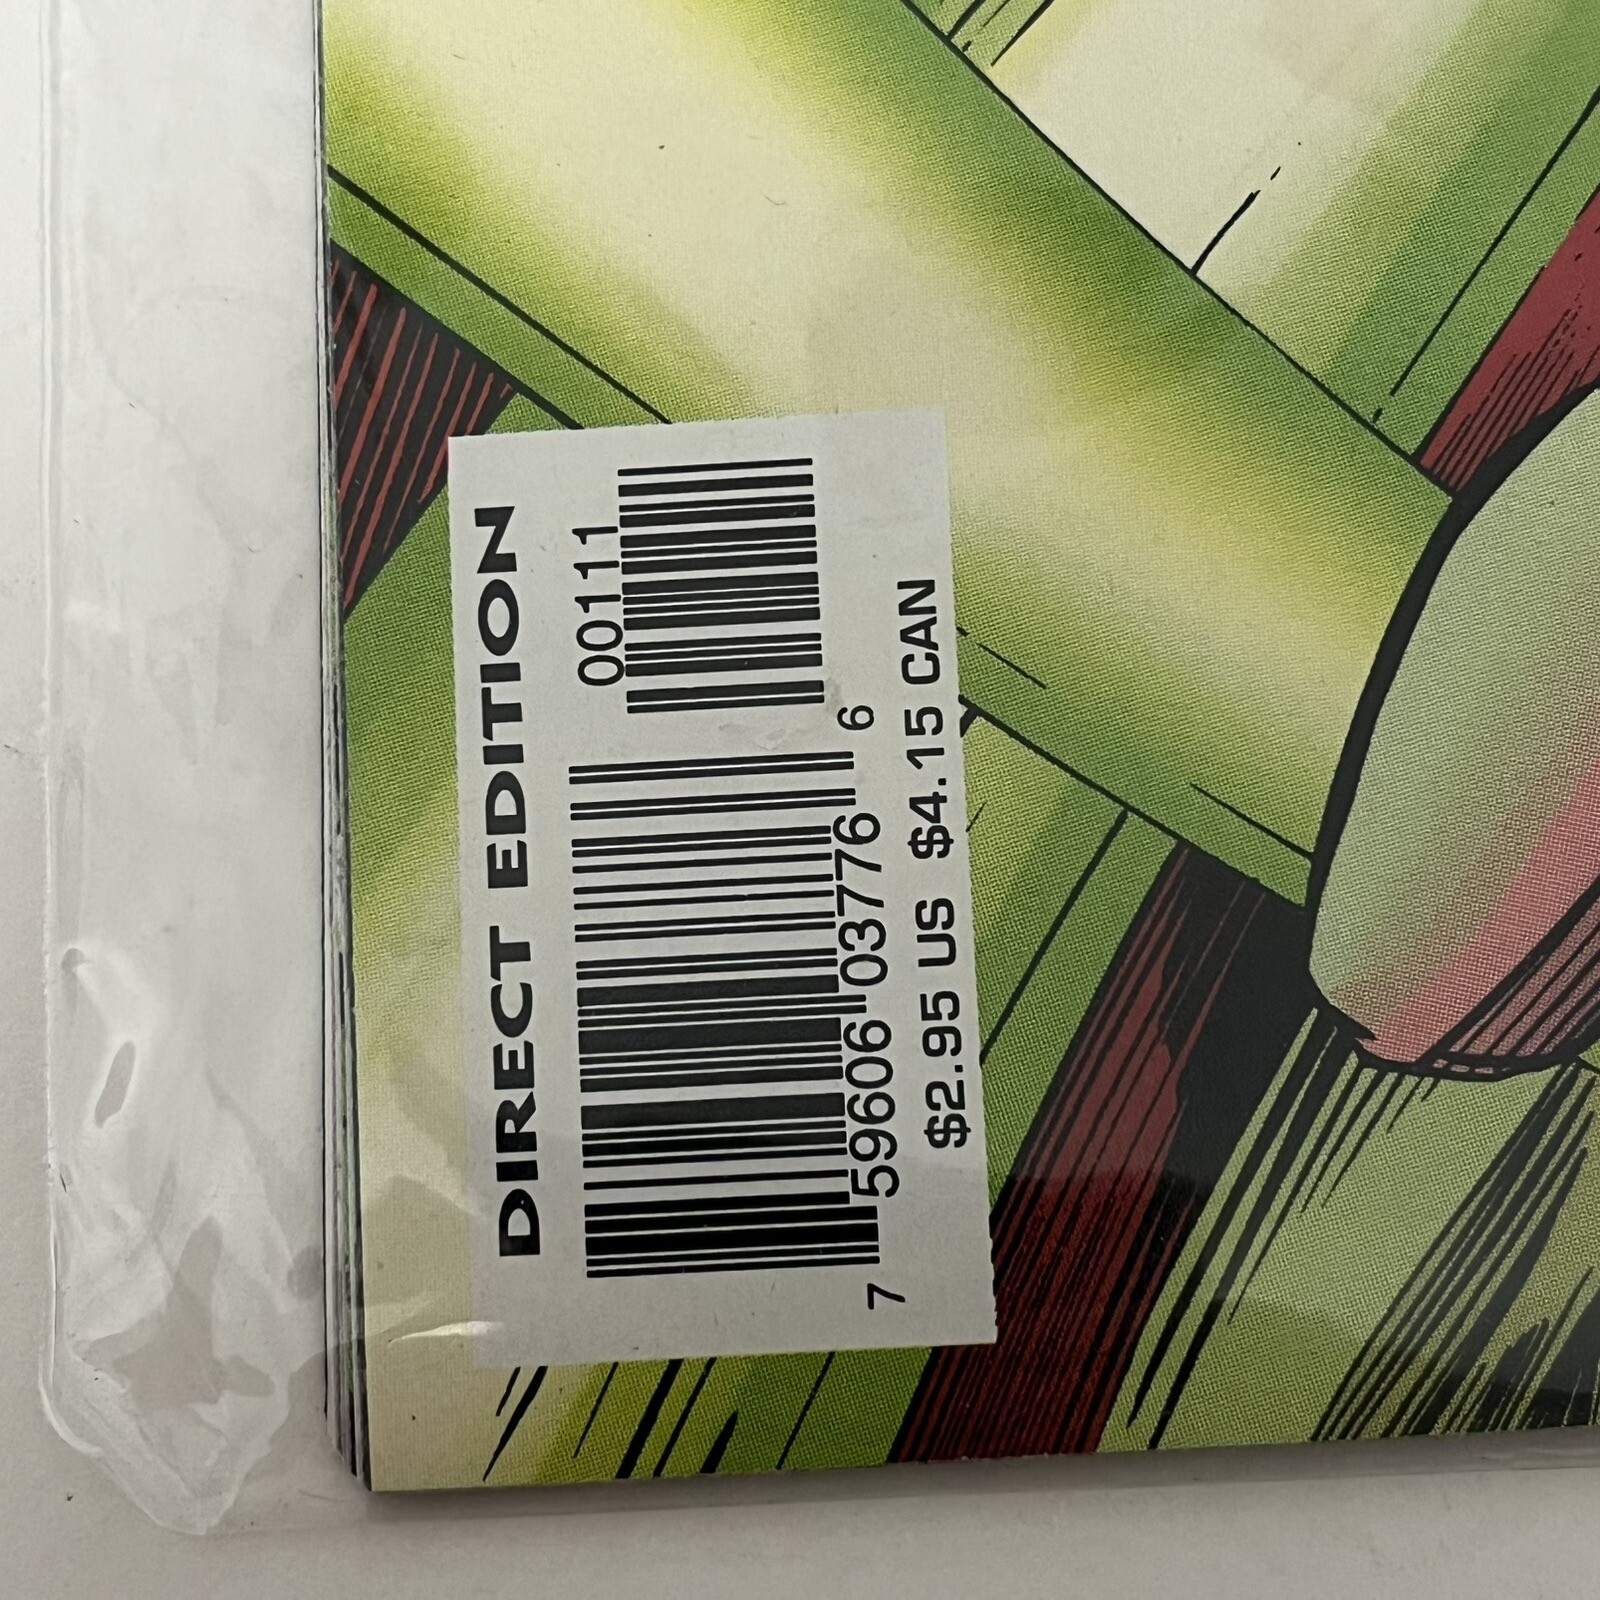 DIRECT EDITION
00111
7 59606 03776 6
$2.95 US $4.15 CAN